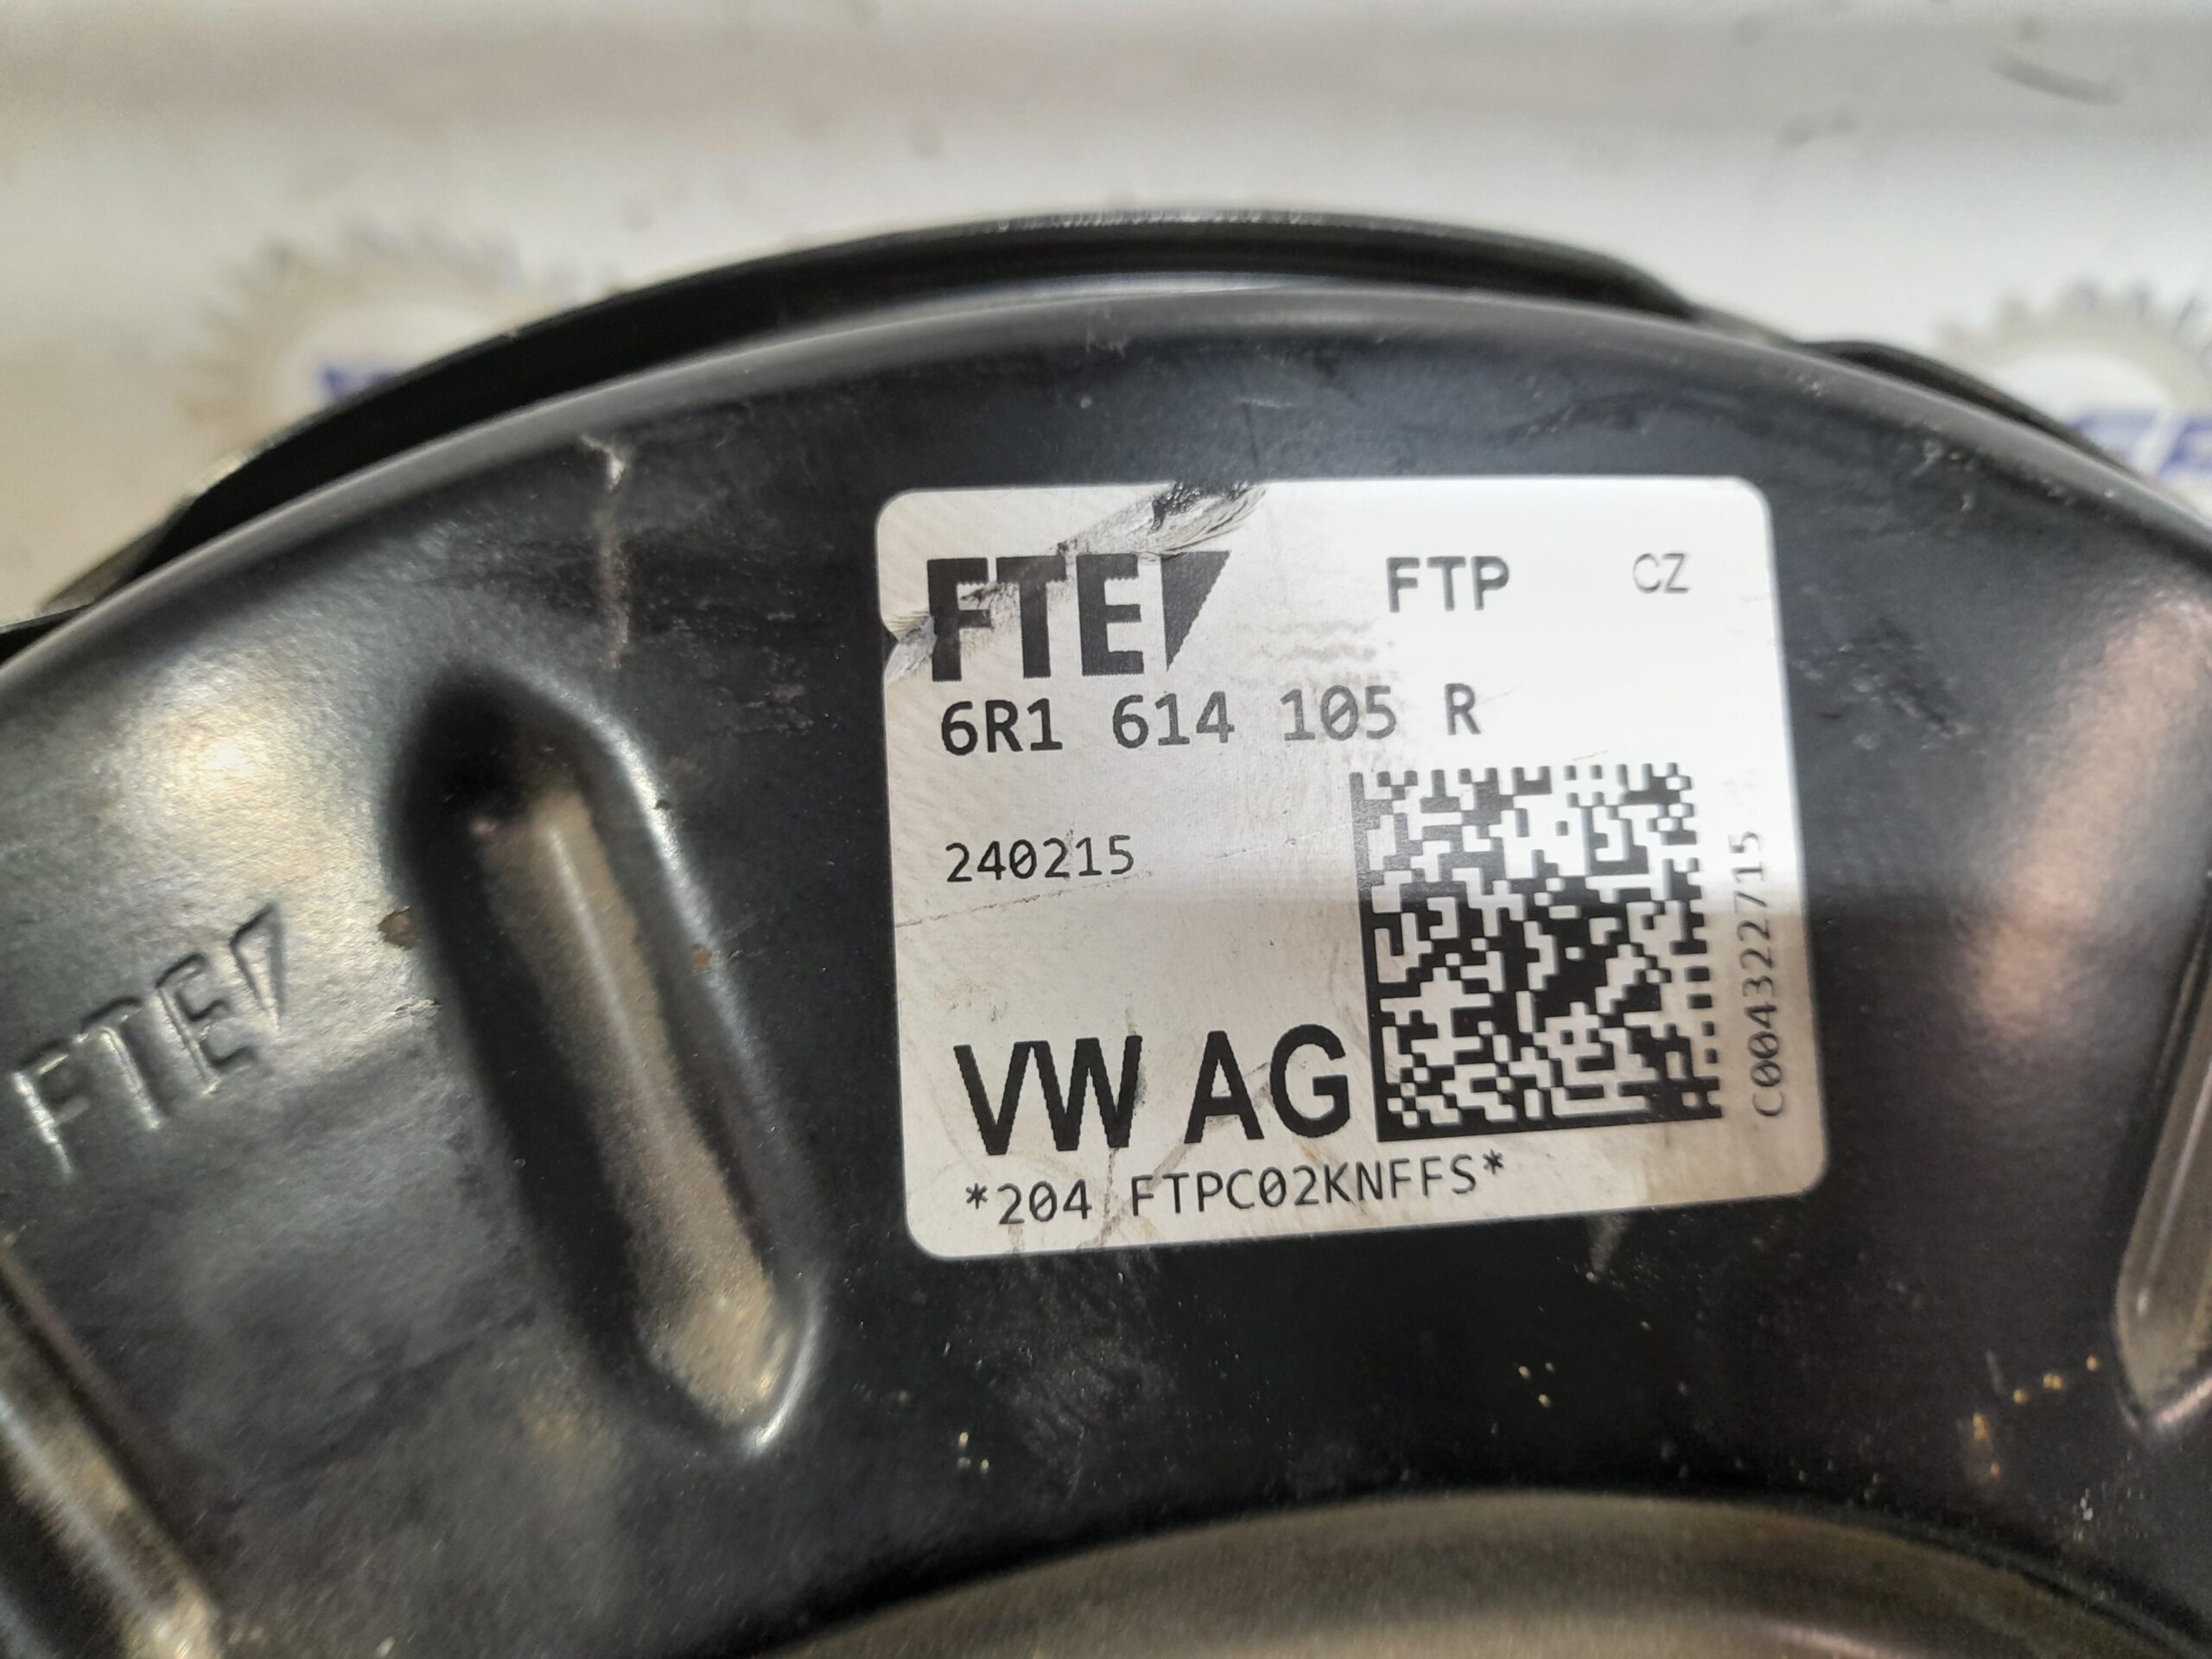 FTE FTP CZ
6R1 614 105 R
240215
C004322715
VW AG
*204 FTPC02KNFFS*
FTE